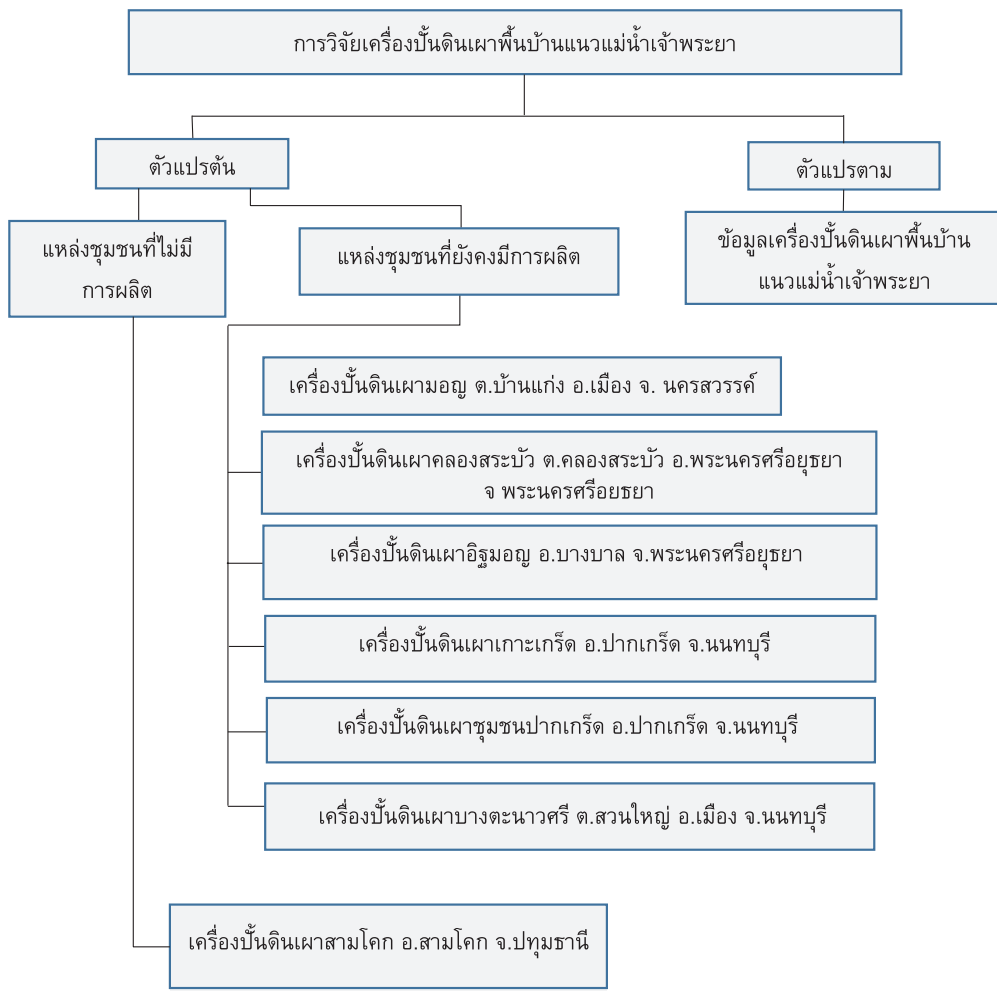 การวิจัยเครื่องปั้นดินเผาพื้นบ้านแนวแม่น้ำเจ้าพระยา
ตัวแปรต้น
ตัวแปรตาม
แหล่งชุมชนที่ไม่มี
การผลิต
แหล่งชุมชนที่ยังคงมีการผลิต
ข้อมูลเครื่องปั้นดินเผาพื้นบ้าน
แนวแม่น้ำเจ้าพระยา
เครื่องปั้นดินเผามอญ ต.บ้านแก่ง อ.เมือง จ. นครสวรรค์
เครื่องปั้นดินเผาคลองสระบัว ต.คลองสระบัว อ.พระนครศรีอยุธยา
จ พระนครศรีอยธยา
เครื่องปั้นดินเผาอิฐมอญ อ.บางบาล จ.พระนครศรีอยุธยา
เครื่องปั้นดินเผาเกาะเกร็ด อ.ปากเกร็ด จ.นนทบุรี
เครื่องปั้นดินเผาชุมชนปากเกร็ด อ.ปากเกร็ด จ.นนทบุรี
เครื่องปั้นดินเผาบางตะนาวศรี ต.สวนใหญ่ อ.เมือง จ.นนทบุรี
เครื่องปั้นดินเผาสามโคก อ.สามโคก จ.ปทุมธานี